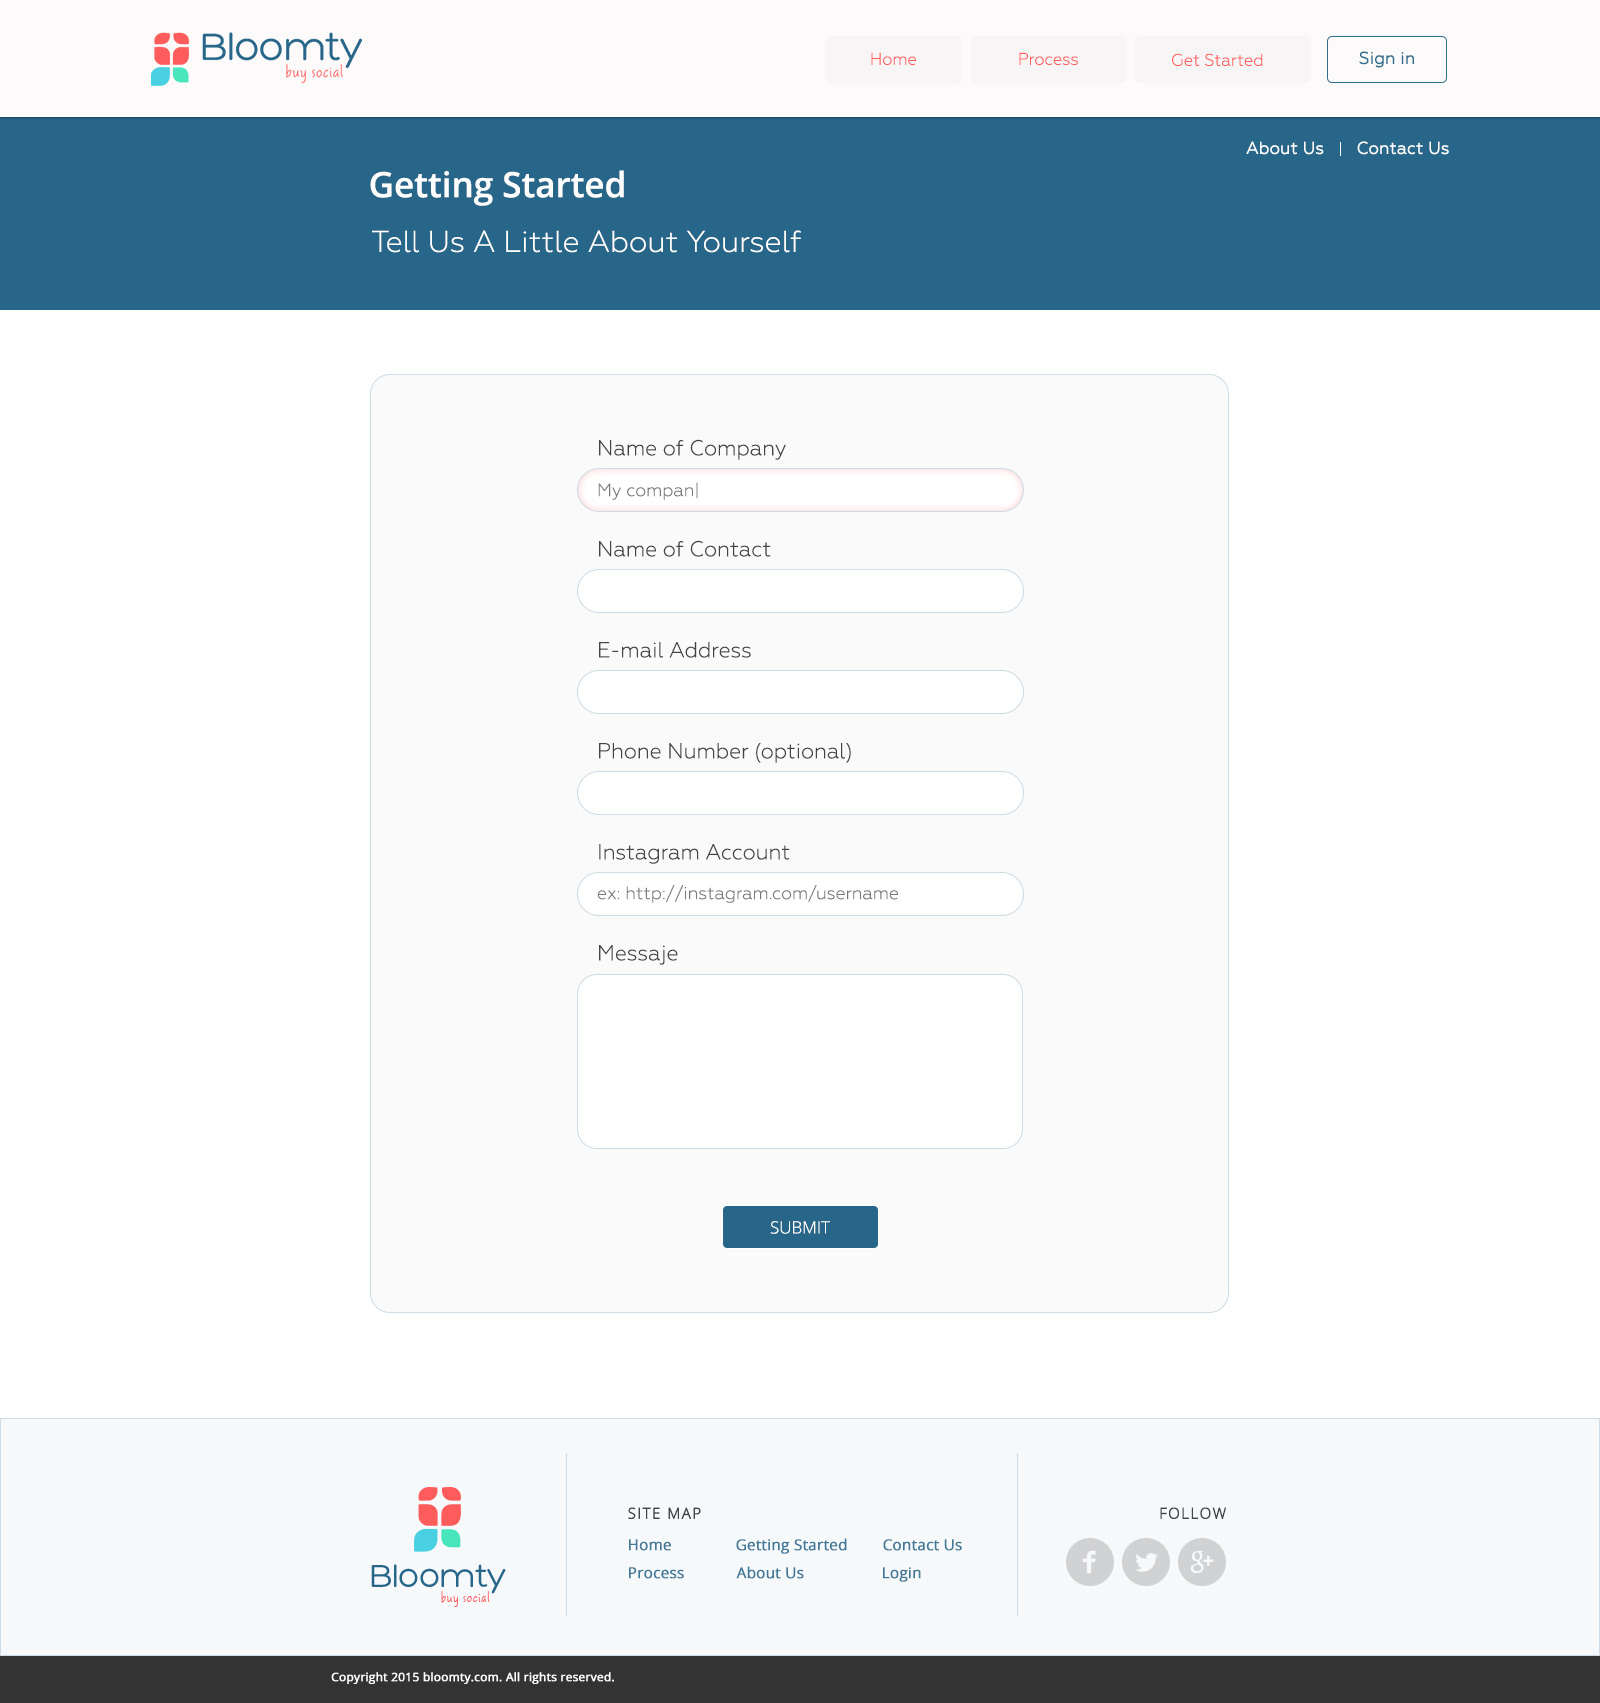 Bloomty
buy social
Home
Process
Get Started
Sign in
About Us | Contact Us
Getting Started
Tell Us A Little About Yourself
Name of Company
My compan|
Name of Contact
E-mail Address
Phone Number (optional)
Instagram Account
ex: http://instagram.com/username
Messaje
SUBMIT
Bloomty
buy social
SITE MAP
Home Getting Started Contact Us
Process About Us Login
FOLLOW
f g+
Copyright 2015 bloomty.com. All rights reserved.